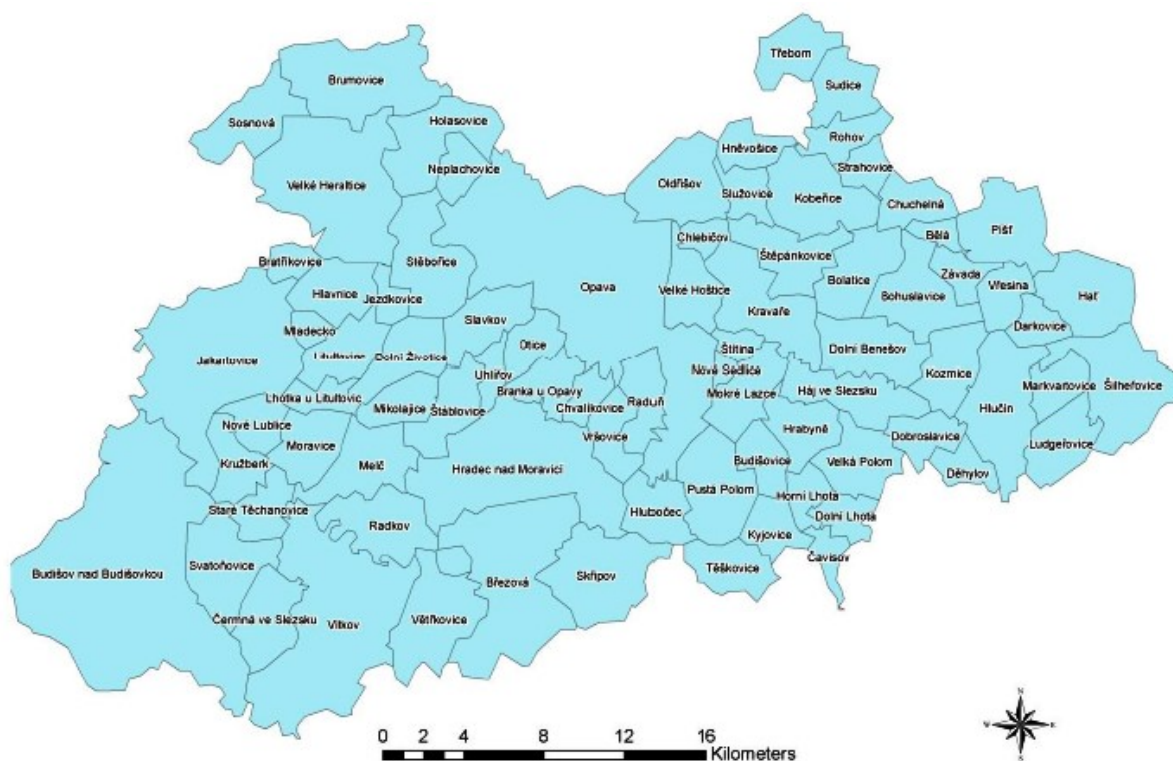 Třebom
Brumovice
Sudice
Sosnová
Holasovice
Rohov
Hněvošice
Neplachovice
Strahovice
Velké Heraltice
Oldřišov
Služovice
Kobeřice
Chuchelná
Chlebičov
Bělá
Píšť
Štěpánkovice
Bratříkovice
Stěbořice
Závada
Bolatice
Hlavnice
Jezdkovice
Opava
Velké Hoštice
Bohuslavice
Vřesina
Hať
Kravaře
Slavkov
Mladecko
Darkovice
Otice
Štítina
Dolní Benešov
Jakartovice
Litultovice
Dolní Životice
Nové Sedlice
Kozmice
Uhlířov
Branka u Opavy
Raduň
Mokré Lazce
Háj ve Slezsku
Markvartovice
Šilheřovice
Lhotka u Litultovic
Mikolajice
Štáblovice
Chvalíkovice
Hlučín
Nové Lublice
Moravice
Vršovice
Hrabyně
Dobroslavice
Ludgeřovice
Kružberk
Melč
Hradec nad Moravicí
Budišovice
Velká Polom
Děhylov
Pustá Polom
Horní Lhota
Staré Těchanovice
Radkov
Hlubočec
Dolní Lhota
Kyjovice
Čavisov
Svatoňovice
Těškovice
Budišov nad Budišovkou
Březová
Skřipov
Čermná ve Slezsku
Vítkov
Větřkovice
N
W
E
S
0 2 4 8 12 16
Kilometers